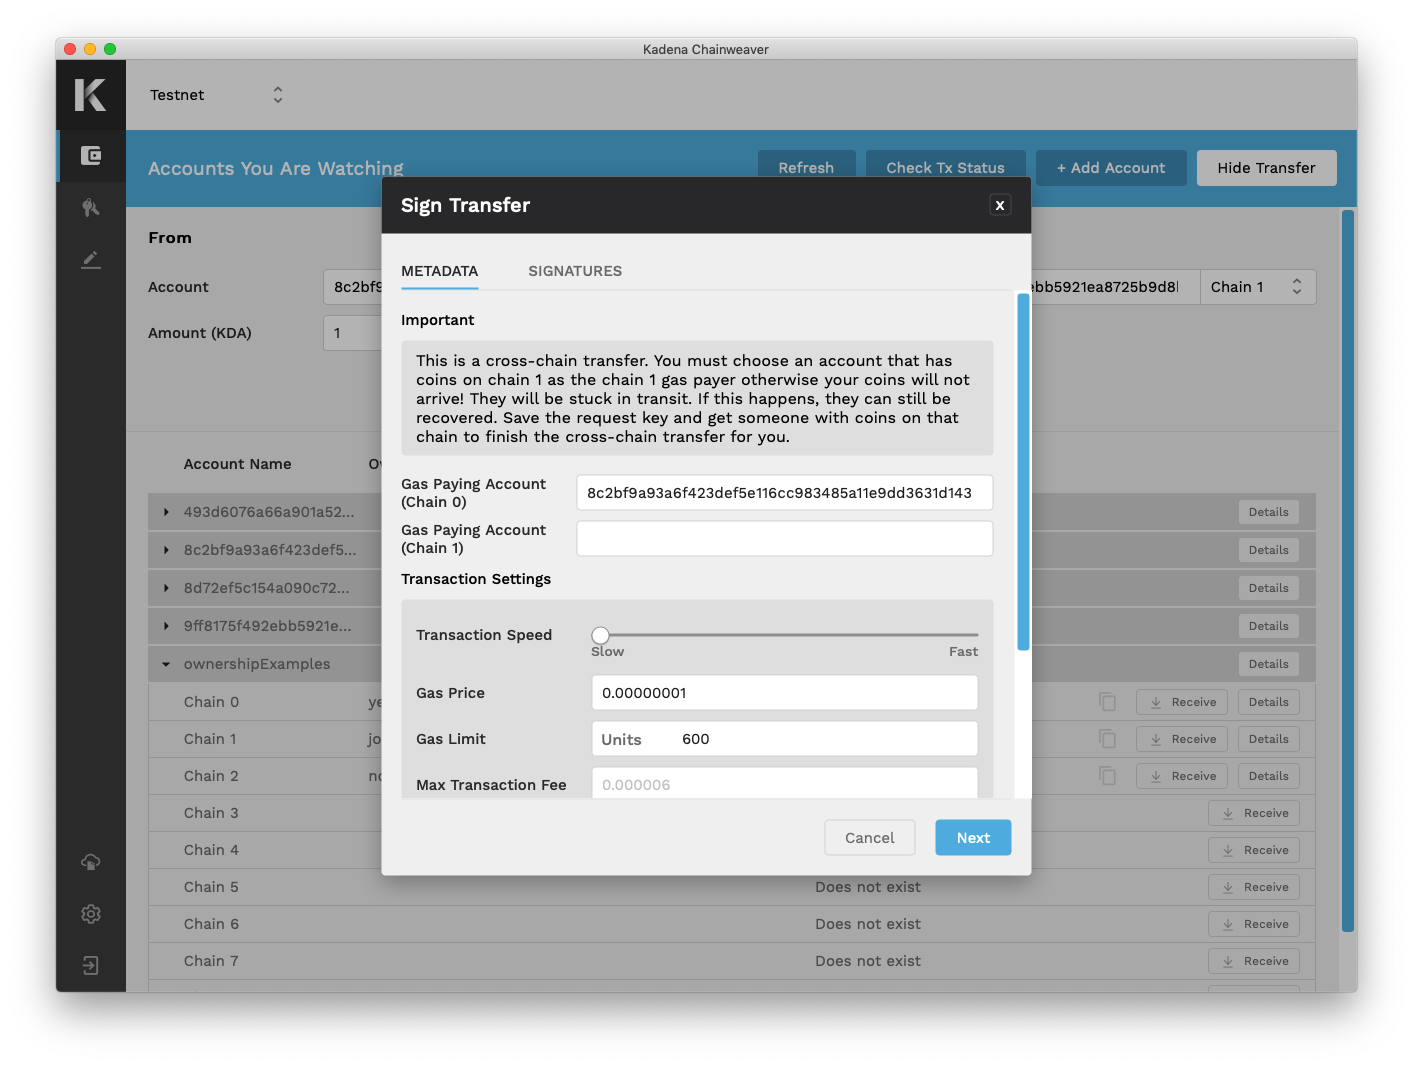 Kadena Chainweaver
Testnet
Accounts You Are Watching
Refresh
Check Tx Status
+ Add Account
Hide Transfer
Sign Transfer
X
From
METADATA
SIGNATURES
Account
Chain 1
Amount (KDA)
1
Important
This is a cross-chain transfer. You must choose an account that has
coins on chain 1 as the chain 1 gas payer otherwise your coins will not
arrive! They will be stuck in transit. If this happens, they can still be
recovered. Save the request key and get someone with coins on that
chain to finish the cross-chain transfer for you.
Account Name
Gas Paying Account
(Chain 0)
8c2bf9a93a6f423def5e116cc983485a11e9dd3631d143
Gas Paying Account
(Chain 1)
Transaction Settings
Transaction Speed
Slow
Fast
Gas Price
0.00000001
Gas Limit
Units
600
Max Transaction Fee
0.000006
Cancel
Next
493d6076a66a901a52...
Details
8c2bf9a93a6f423def5...
Details
8d72ef5c154a090c72...
Details
9ff8175f492ebb5921e...
Details
ownershipExamples
Details
Chain 0
Receive
Details
Chain 1
Receive
Details
Chain 2
Receive
Details
Chain 3
Receive
Chain 4
Receive
Chain 5
Does not exist
Receive
Chain 6
Does not exist
Receive
Chain 7
Does not exist
Receive